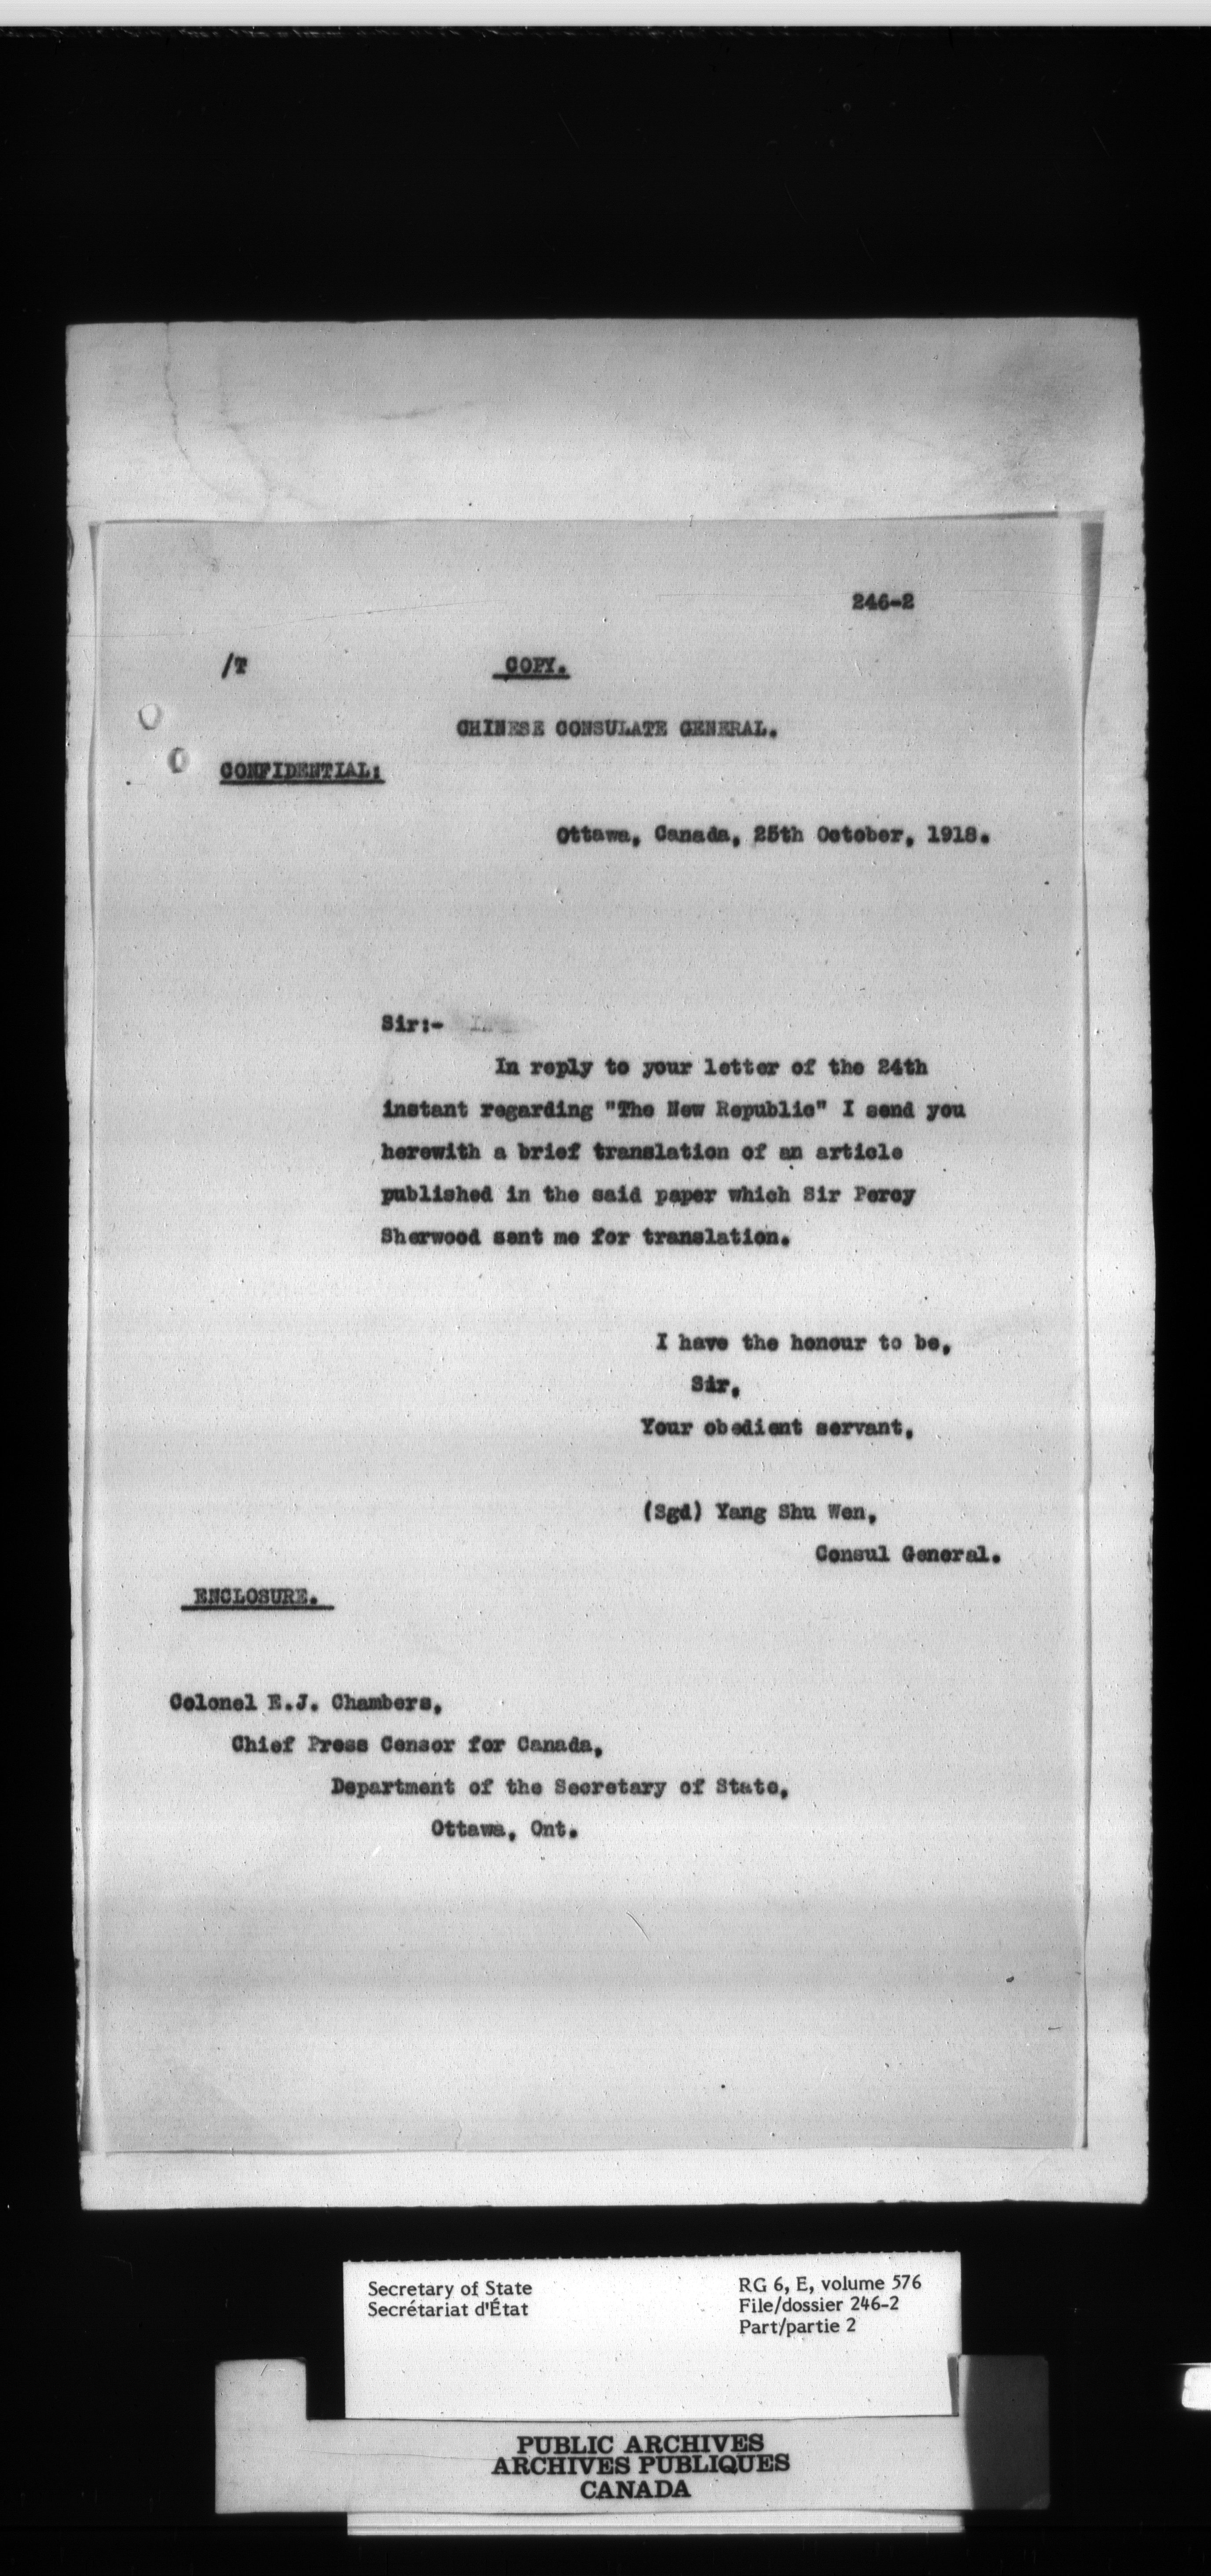 246-2
/T
COPY.
CHINESE CONSULATE GENERAL.
CONFIDENTIAL:
Ottawa, Canada, 25th October, 1918.
Sir:-
In reply to your letter of the 24th
instant regarding "The New Republic" I send you
herewith a brief translation of an article
published in the said paper which Sir Percy
Sherwood sent me for translation.
I have the honour to be,
Sir,
Your obedient servant,
(Sgd) Yang Shu Wen,
Consul General.
ENCLOSURE.
Colonel E.J. Chambers,
Chief Press Censor for Canada,
Department of the Secretary of State,
Ottawa, Ont.
Secretary of State
Secrétariat d'État
RG 6, E, volume 576
File/dossier 246-2
Part/partie 2
PUBLIC ARCHIVES
ARCHIVES PUBLIQUES
CANADA